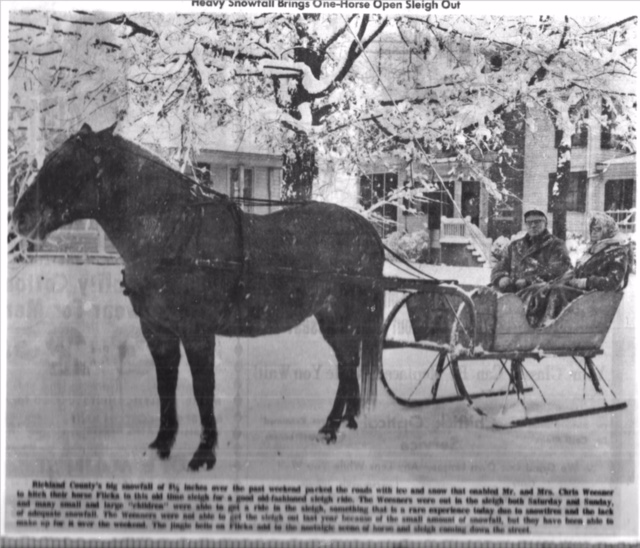 Heavy Snowfall Brings One-Horse Open Sleigh Out
Richland County's big snowfall of inches over the past weekend packed the roads with ice and snow that enabled Mr. and Mrs. Chris Weesner
to hitch their horse Flicka to this old time sleigh for a good old-fashioned sleigh ride. The Weesners were out in the sleigh both Saturday and Sunday,
and many small and large "children" were able to get a ride in the sleigh, something that is a rare experience today due to snowtires and the lack
of adequate snowfall. The Weesners were not able to get the sleigh out last year because of the small amount of snowfall, but they have been able to
make up for it over the weekend. The jingle bells on Flicka add to the nostalgic scene of horse and sleigh coming down the street.